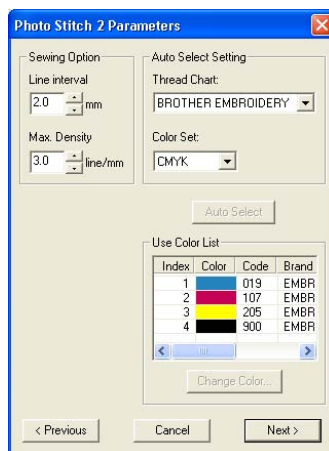 Photo Stitch 2 Parameters
Sewing Option
Line interval
2.0 mm
Max. Density
3.0 line/mm
Auto Select Setting
Thread Chart:
BROTHER EMBROIDERY
Color Set:
CMYK
Auto Select
Use Color List
Index Color Code Brand
1 019 EMBR
2 107 EMBR
3 205 EMBR
4 900 EMBR
Change Color...
< Previous Cancel Next >